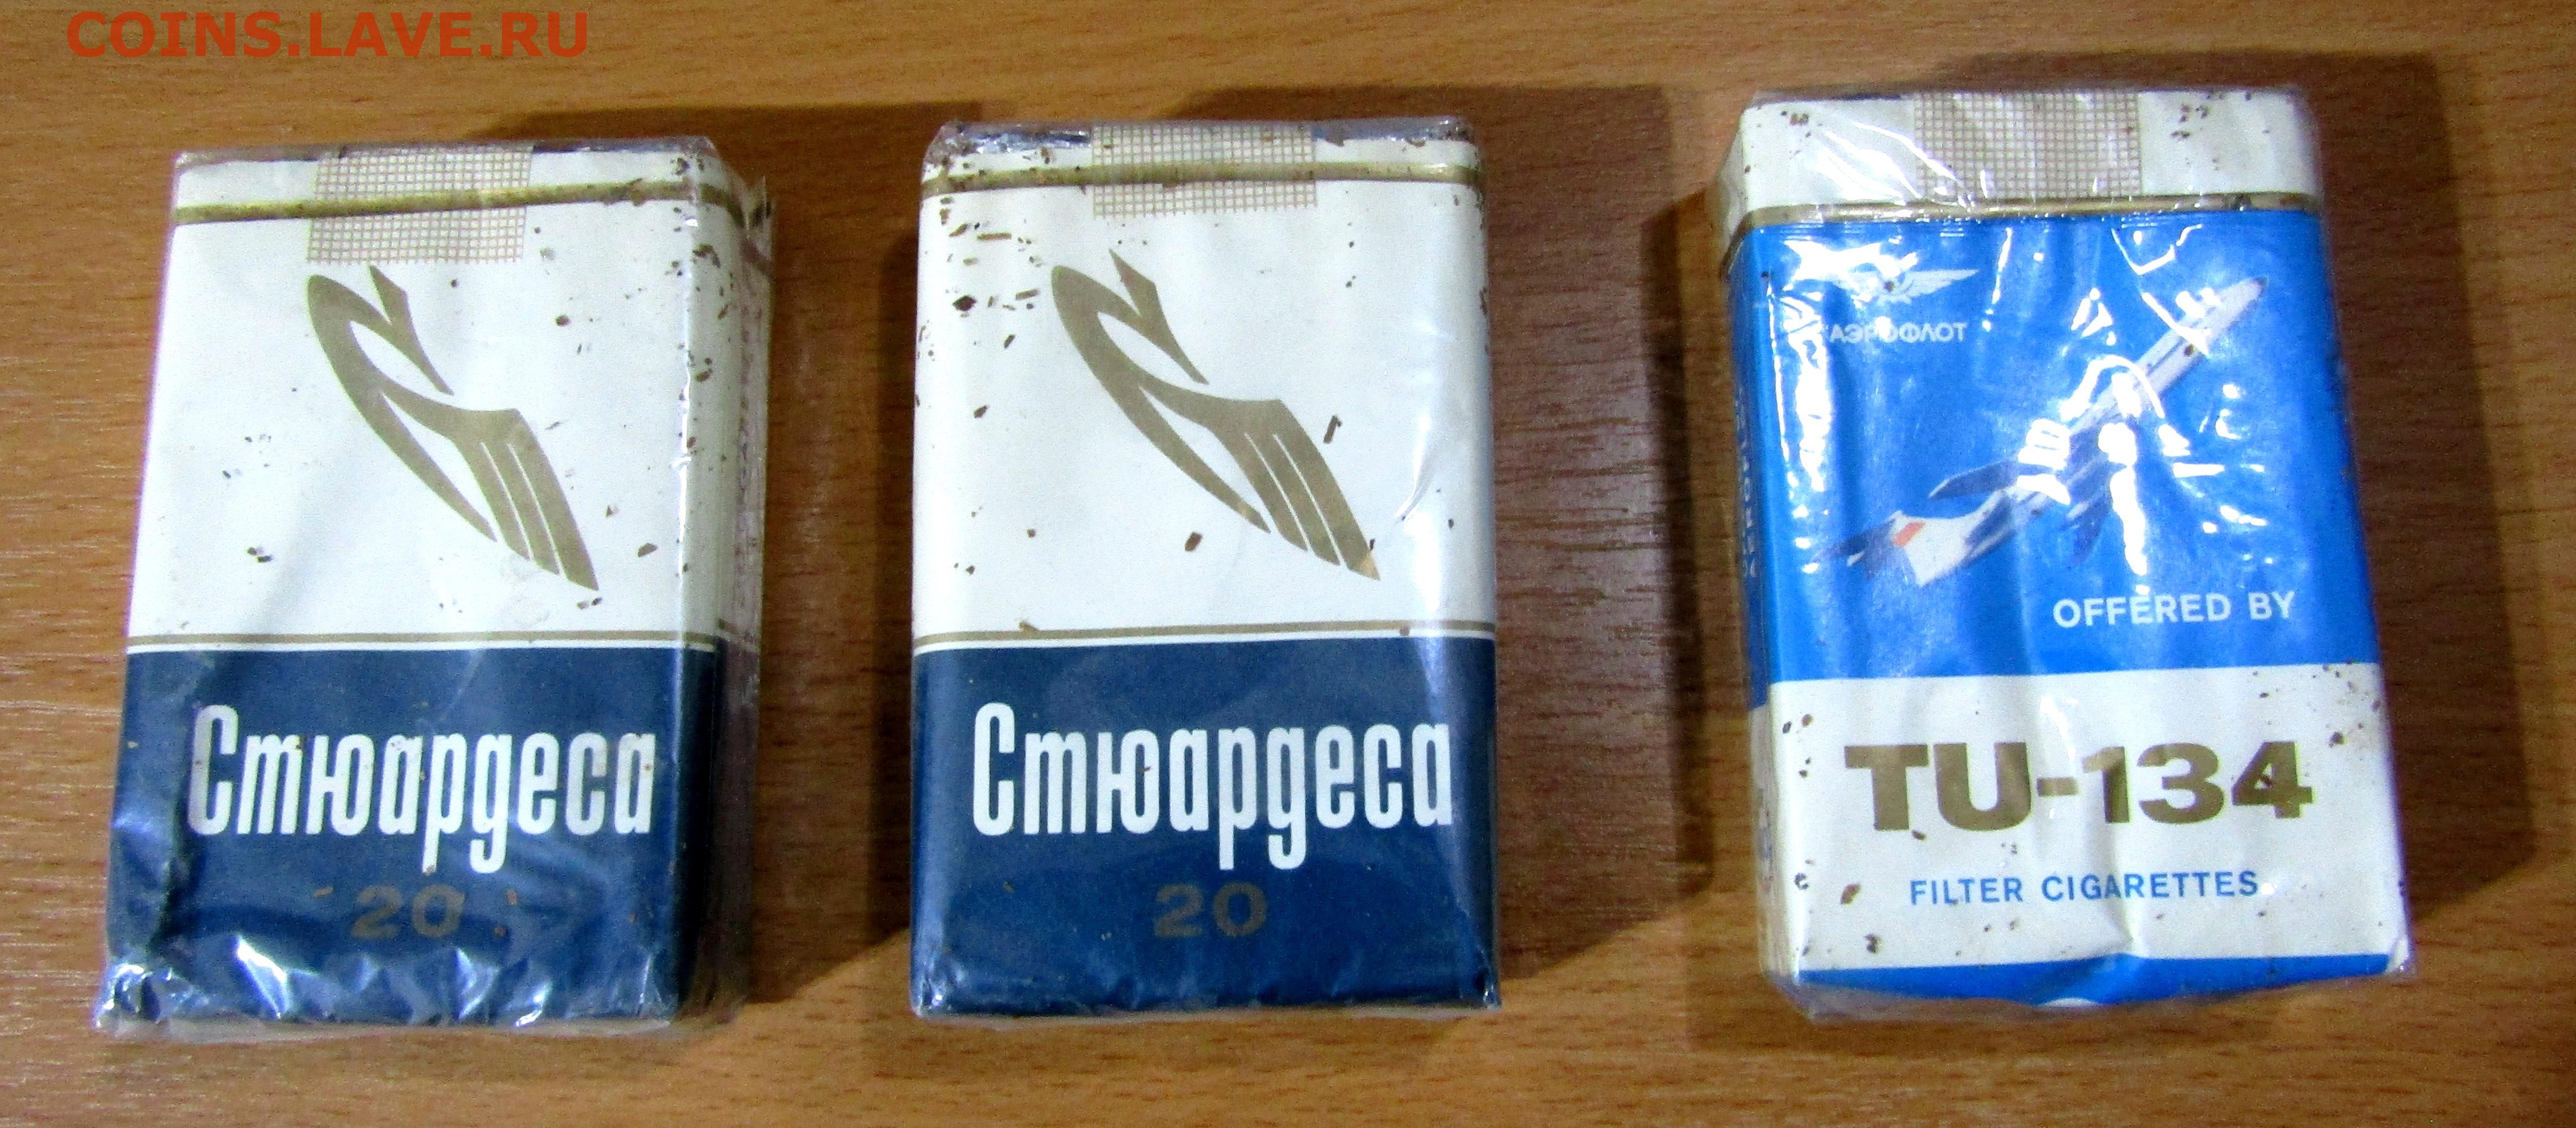 COINS.LAVE.RU
Стюардеса
20
Стюардеса
20
АЭРОФЛОТ
OFFERED BY
TU-134
FILTER CIGARETTES